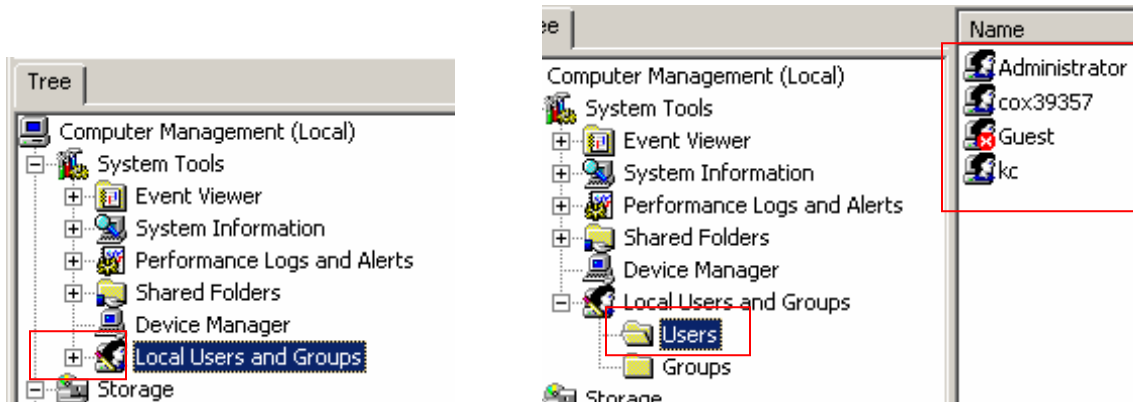 Tree
Computer Management (Local)
System Tools
Event Viewer
System Information
Performance Logs and Alerts
Shared Folders
Device Manager
Local Users and Groups
Storage
ee
Computer Management (Local)
System Tools
Event Viewer
System Information
Performance Logs and Alerts
Shared Folders
Device Manager
Local Users and Groups
Users
Groups
Storage
Name
Administrator
cox39357
Guest
kc